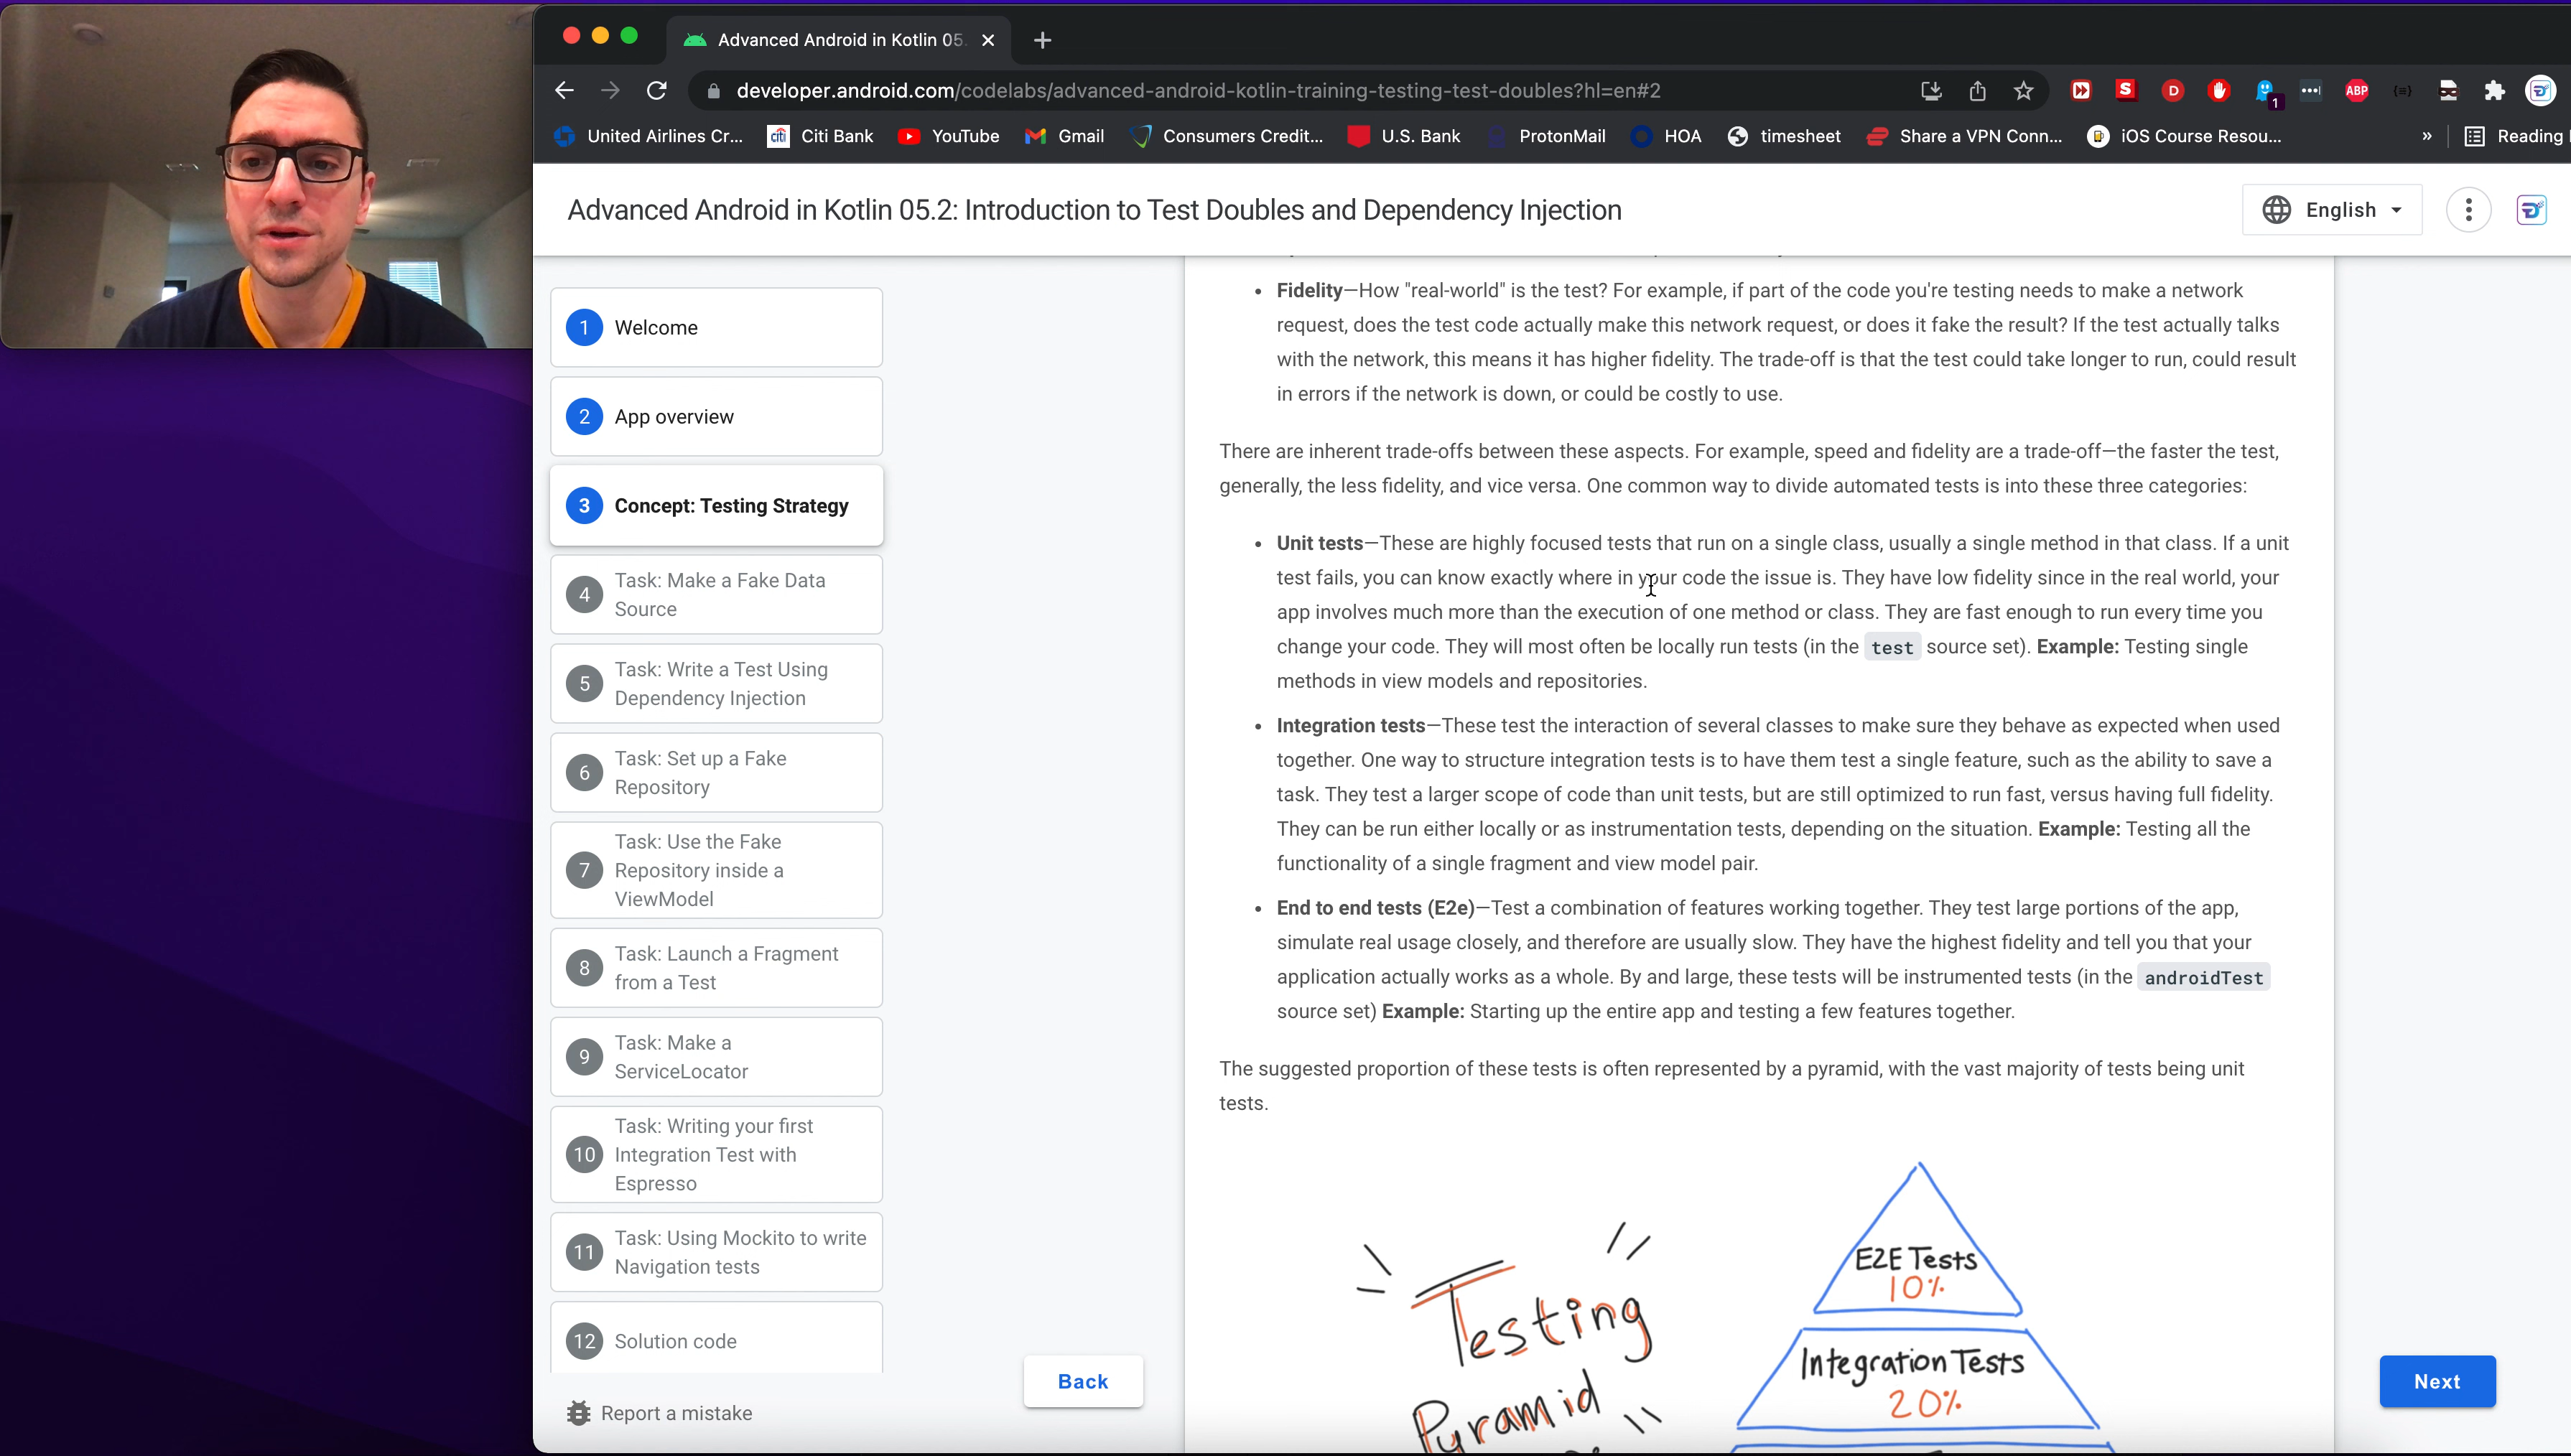 Advanced Android in Kotlin 05.
developer.android.com/codelabs/advanced-android-kotlin-training-testing-test-doubles?hl=en#2
S
D
1
ABP
United Airlines Cr...
citi
Citi Bank
YouTube
Gmail
Consumers Credit...
U.S. Bank
ProtonMail
HOA
timesheet
Share a VPN Conn...
iOS Course Resou...
»
Reading
Advanced Android in Kotlin 05.2: Introduction to Test Doubles and Dependency Injection
English
1 Welcome
2 App overview
3 Concept: Testing Strategy
4 Task: Make a Fake Data
Source
5 Task: Write a Test Using
Dependency Injection
6 Task: Set up a Fake
Repository
7 Task: Use the Fake
Repository inside a
ViewModel
8 Task: Launch a Fragment
from a Test
9 Task: Make a
ServiceLocator
10 Task: Writing your first
Integration Test with
Espresso
11 Task: Using Mockito to write
Navigation tests
12 Solution code
Report a mistake
Back
• Fidelity—How "real-world" is the test? For example, if part of the code you're testing needs to make a network
request, does the test code actually make this network request, or does it fake the result? If the test actually talks
with the network, this means it has higher fidelity. The trade-off is that the test could take longer to run, could result
in errors if the network is down, or could be costly to use.
There are inherent trade-offs between these aspects. For example, speed and fidelity are a trade-off—the faster the test,
generally, the less fidelity, and vice versa. One common way to divide automated tests is into these three categories:
• Unit tests—These are highly focused tests that run on a single class, usually a single method in that class. If a unit
test fails, you can know exactly where in your code the issue is. They have low fidelity since in the real world, your
app involves much more than the execution of one method or class. They are fast enough to run every time you
change your code. They will most often be locally run tests (in the test source set). Example: Testing single
methods in view models and repositories.
• Integration tests—These test the interaction of several classes to make sure they behave as expected when used
together. One way to structure integration tests is to have them test a single feature, such as the ability to save a
task. They test a larger scope of code than unit tests, but are still optimized to run fast, versus having full fidelity.
They can be run either locally or as instrumentation tests, depending on the situation. Example: Testing all the
functionality of a single fragment and view model pair.
• End to end tests (E2e)—Test a combination of features working together. They test large portions of the app,
simulate real usage closely, and therefore are usually slow. They have the highest fidelity and tell you that your
application actually works as a whole. By and large, these tests will be instrumented tests (in the androidTest
source set) Example: Starting up the entire app and testing a few features together.
The suggested proportion of these tests is often represented by a pyramid, with the vast majority of tests being unit
tests.
Testing
Pyramid
E2E Tests
10%
Integration Tests
20%
Next